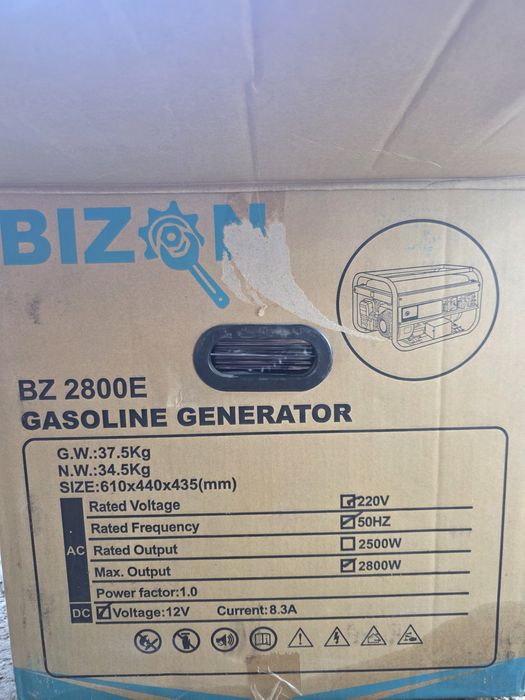 BIZON
BZ 2800E
GASOLINE GENERATOR
G.W.:37.5Kg
N.W.:34.5Kg
SIZE:610x440x435(mm)
AC
Rated Voltage ☑220V
Rated Frequency ☑50HZ
Rated Output ☐2500W
Max. Output ☑2800W
Power factor:1.0
DC ☑Voltage:12V Current:8.3A